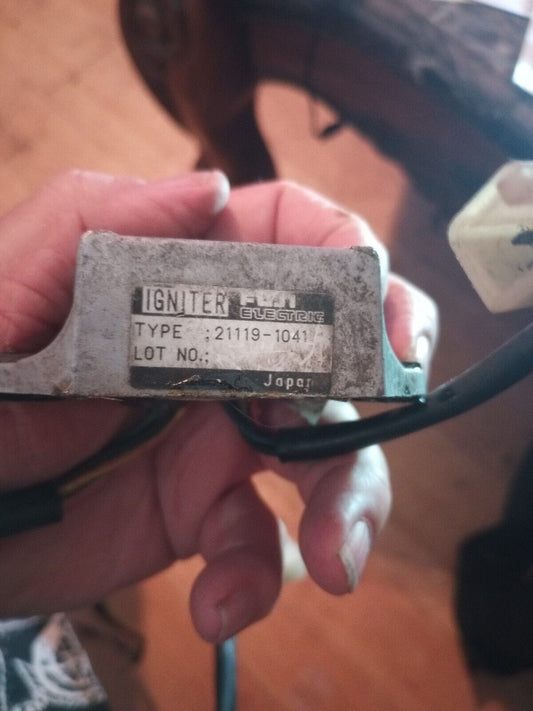 IGNITER FUJI
ELECTRIC
TYPE ; 21119-1041
LOT NO.;
Japan